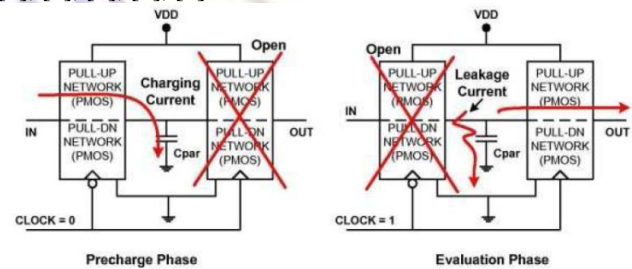 VDD
Open
PULL-UP
NETWORK
(PMOS)
Charging
Current
PULL-UP
NETWORK
(PMOS)
IN
PULL-DN
NETWORK
(PMOS)
Cpar
PULL-DN
NETWORK
(PMOS)
OUT
CLOCK = 0
Precharge Phase
VDD
Open
PULL-UP
NETWORK
(PMOS)
Leakage
Current
PULL-UP
NETWORK
(PMOS)
IN
PULL-DN
NETWORK
(PMOS)
Cpar
PULL-DN
NETWORK
(PMOS)
OUT
CLOCK = 1
Evaluation Phase